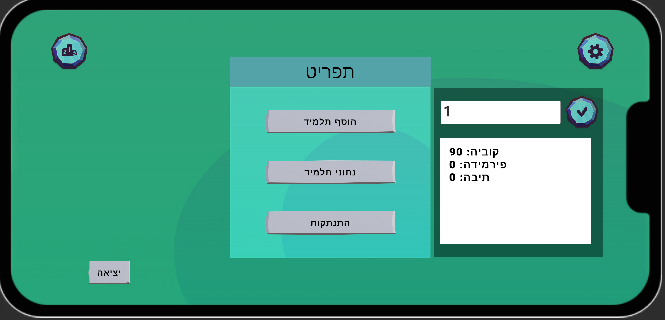 תפריט
הוסף תלמיד
נתוני תלמיד
התנתקות
1
קוביה: 90
פירמידה: 0
תיבה: 0
יציאה